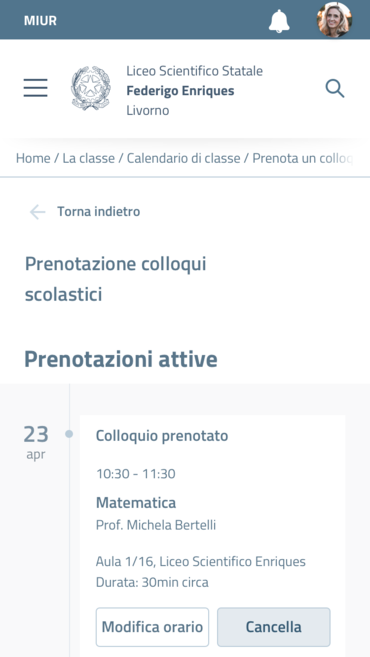 MIUR
Liceo Scientifico Statale
Federigo Enriques
Livorno
Home / La classe / Calendario di classe / Prenota un colloq
Torna indietro
Prenotazione colloqui
scolastici
Prenotazioni attive
23
apr
Colloquio prenotato
10:30 - 11:30
Matematica
Prof. Michela Bertelli
Aula 1/16, Liceo Scientifico Enriques
Durata: 30min circa
Modifica orario
Cancella